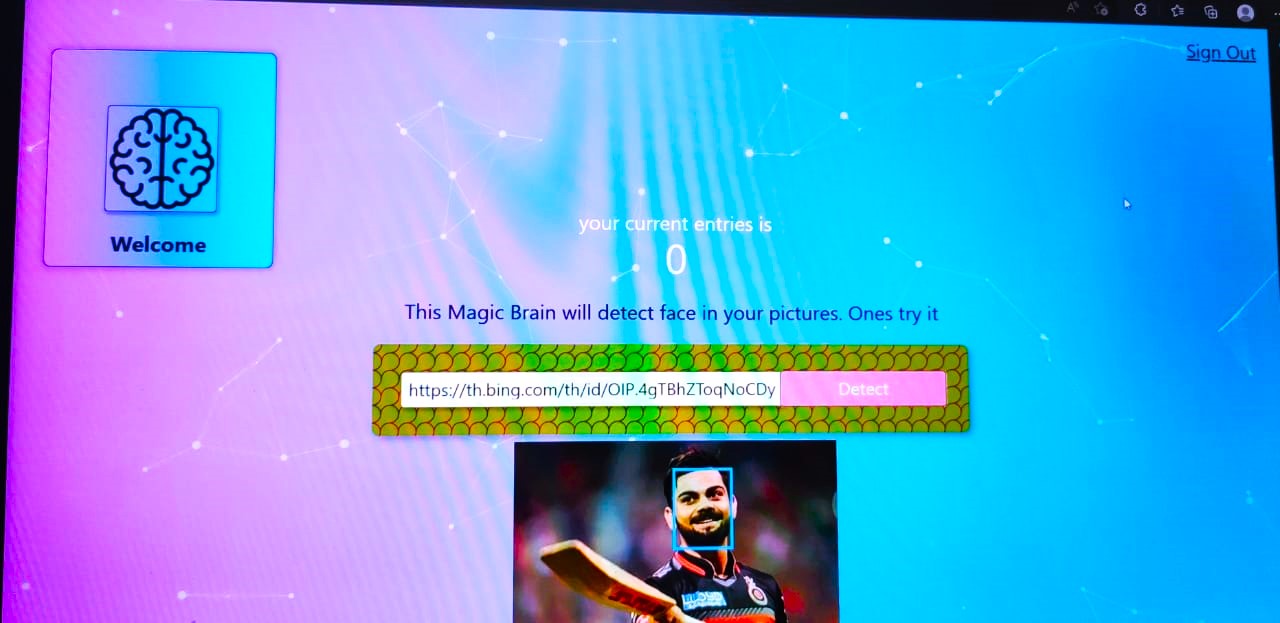 Sign Out
Welcome
your current entries is
0
This Magic Brain will detect face in your pictures. Ones try it
https://th.bing.com/th/id/OIP.4gTBhZToqNoCDy
Detect